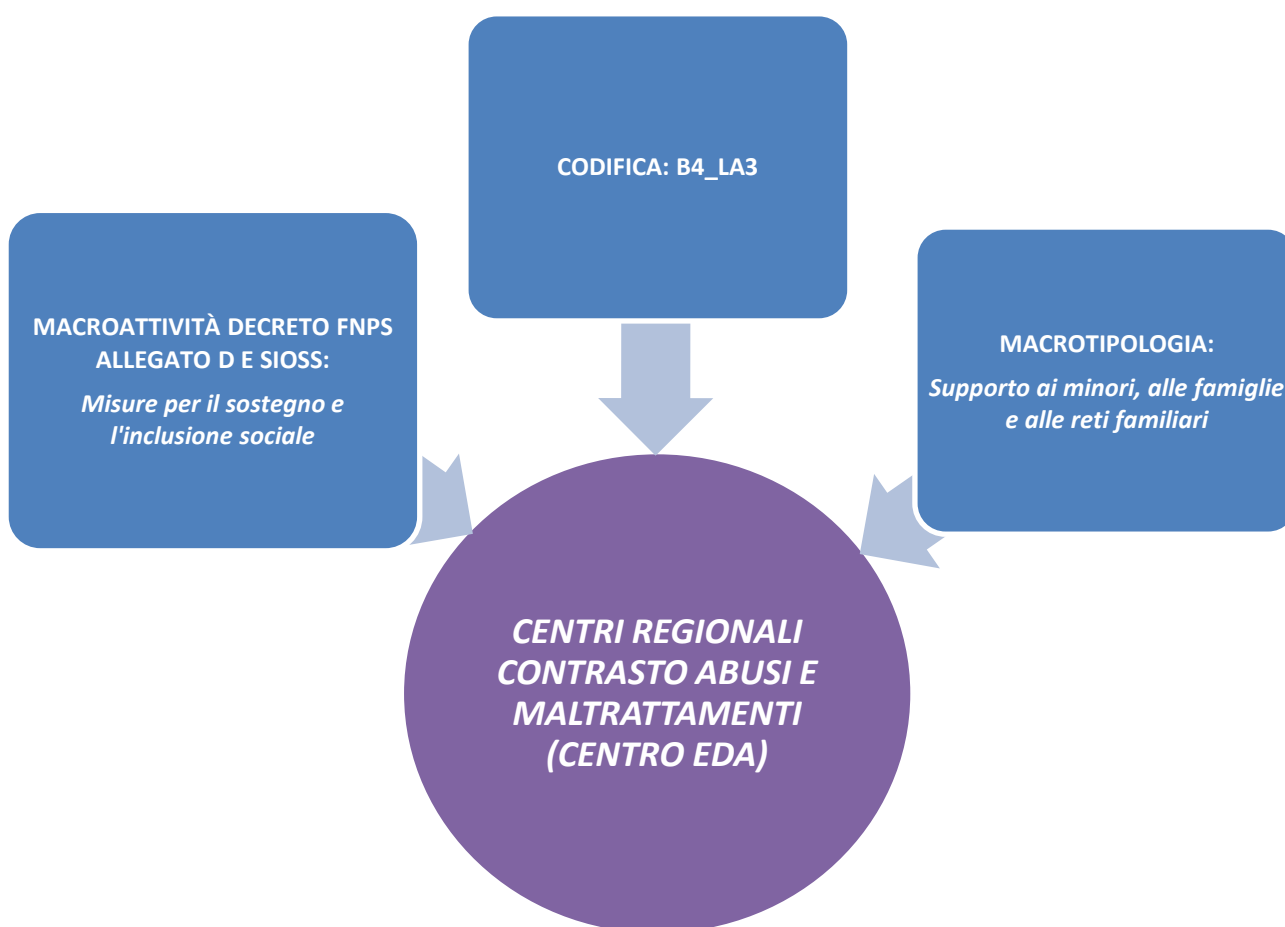 CODIFICA: B4_LA3
MACROATTIVITÀ DECRETO FNPS
ALLEGATO D E SIOSS:
Misure per il sostegno e
l'inclusione sociale
MACROTIPOLOGIA:
Supporto ai minori, alle famiglie
e alle reti familiari
CENTRI REGIONALI
CONTRASTO ABUSI E
MALTRATTAMENTI
(CENTRO EDA)